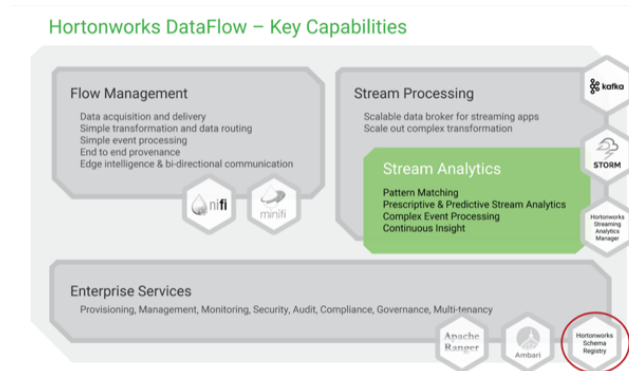 Hortonworks DataFlow – Key Capabilities
Flow Management
Data acquisition and delivery
Simple transformation and data routing
Simple event processing
End to end provenance
Edge intelligence & bi-directional communication
nifi
minifi
Stream Processing
Scalable data broker for streaming apps
Scale out complex transformation
kafka
STORM
Stream Analytics
Pattern Matching
Prescriptive & Predictive Stream Analytics
Complex Event Processing
Continuous Insight
Hortonworks
Streaming
Analytics
Manager
Enterprise Services
Provisioning, Management, Monitoring, Security, Audit, Compliance, Governance, Multi-tenancy
Apache
Ranger
Ambari
Hortonworks
Schema
Registry